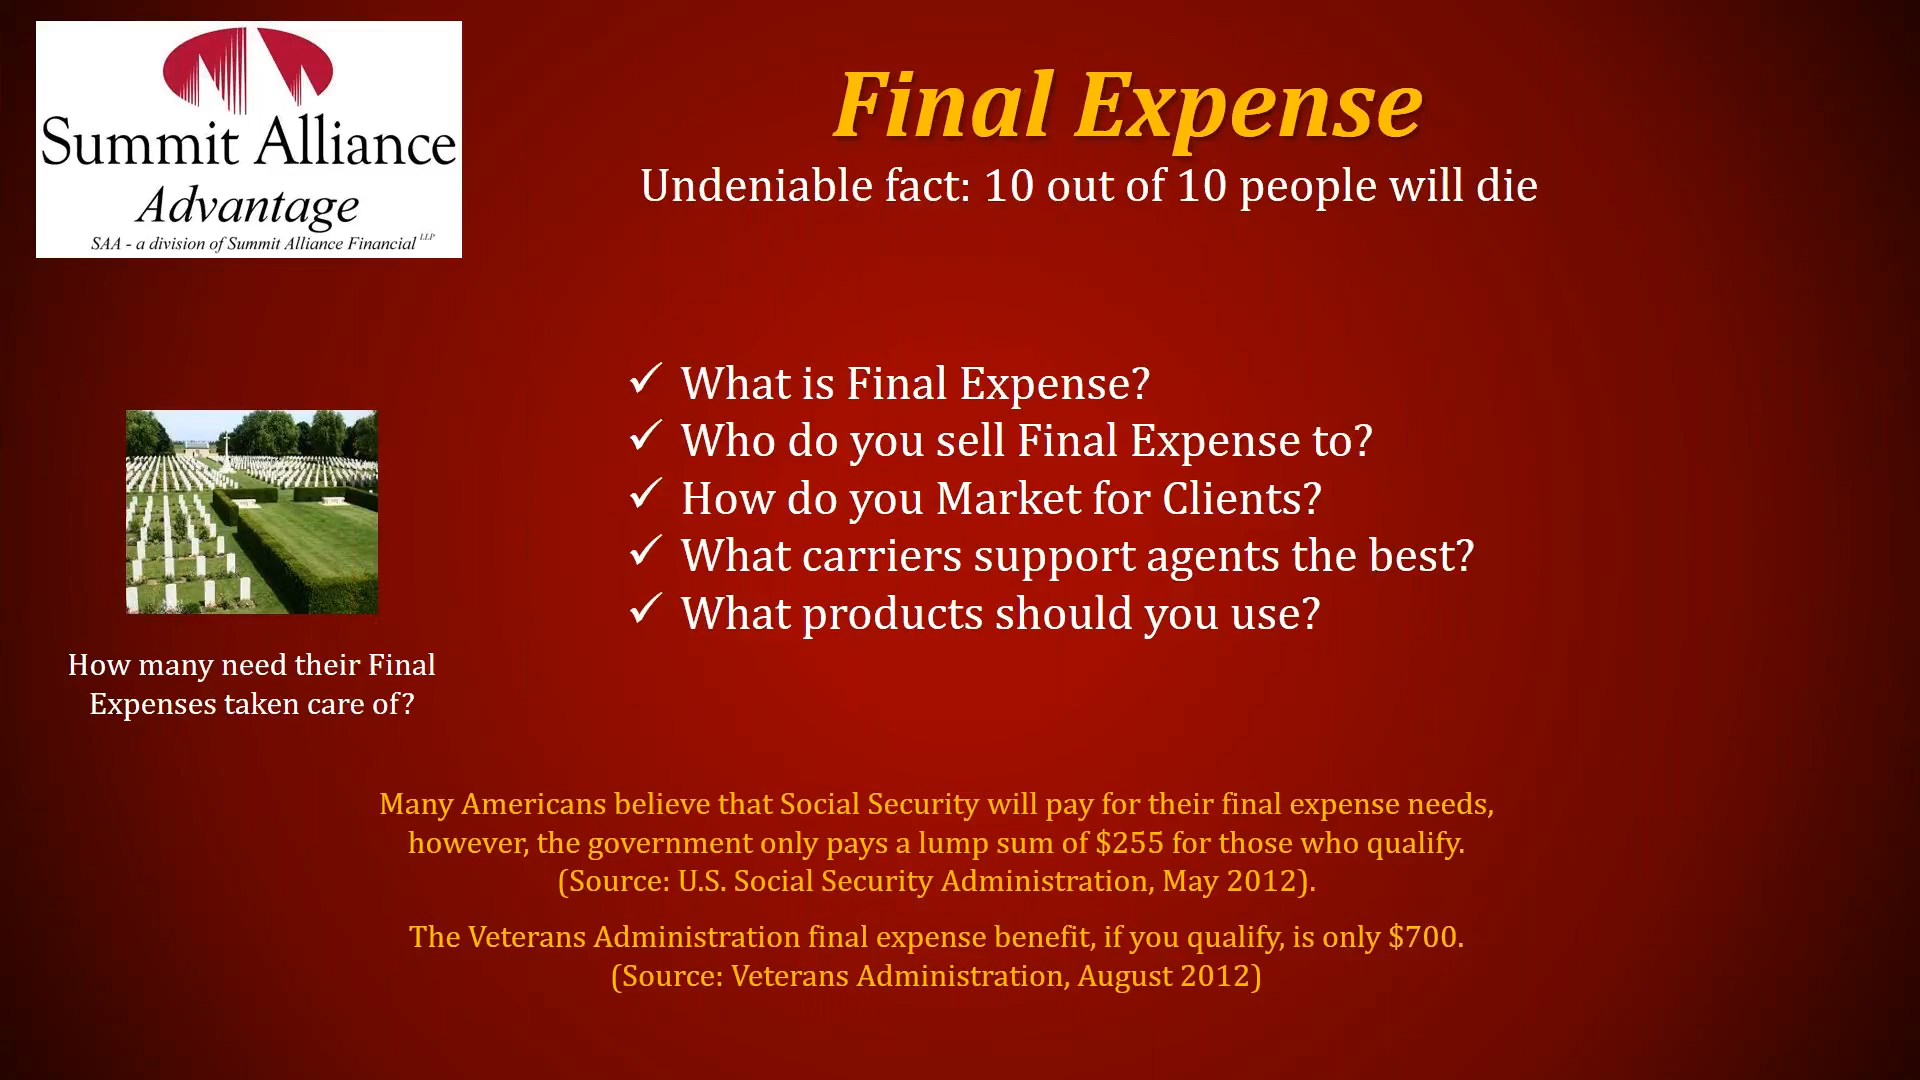 Summit Alliance
Advantage
SAA - a division of Summit Alliance Financial LLP
Final Expense
Undeniable fact: 10 out of 10 people will die
✓ What is Final Expense?
✓ Who do you sell Final Expense to?
✓ How do you Market for Clients?
✓ What carriers support agents the best?
✓ What products should you use?
How many need their Final
Expenses taken care of?
Many Americans believe that Social Security will pay for their final expense needs,
however, the government only pays a lump sum of $255 for those who qualify.
(Source: U.S. Social Security Administration, May 2012).
The Veterans Administration final expense benefit, if you qualify, is only $700.
(Source: Veterans Administration, August 2012)